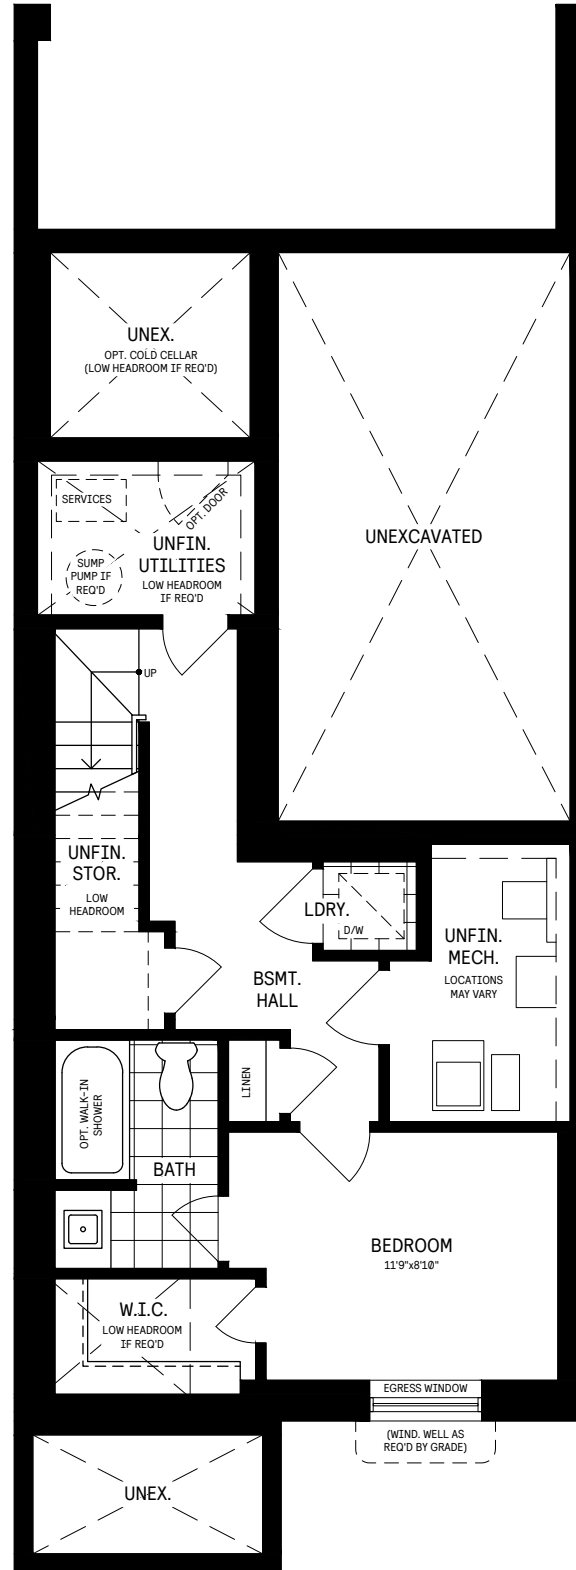 UNEX.
OPT. COLD CELLAR
(LOW HEADROOM IF REQ'D)
UNEXCAVATED
SERVICES
OPT. DOOR
UNFIN.
UTILITIES
LOW HEADROOM
IF REQ'D
SUMP
PUMP IF
REQ'D
UP
UNFIN.
STOR.
LOW
HEADROOM
LDRY.
D/W
UNFIN.
MECH.
LOCATIONS
MAY VARY
BSMT.
HALL
LINEN
OPT. WALK-IN
SHOWER
BATH
BEDROOM
11'9"x8'10"
W.I.C.
LOW HEADROOM
IF REQ'D
EGRESS WINDOW
(WIND. WELL AS
REQ'D BY GRADE)
UNEX.